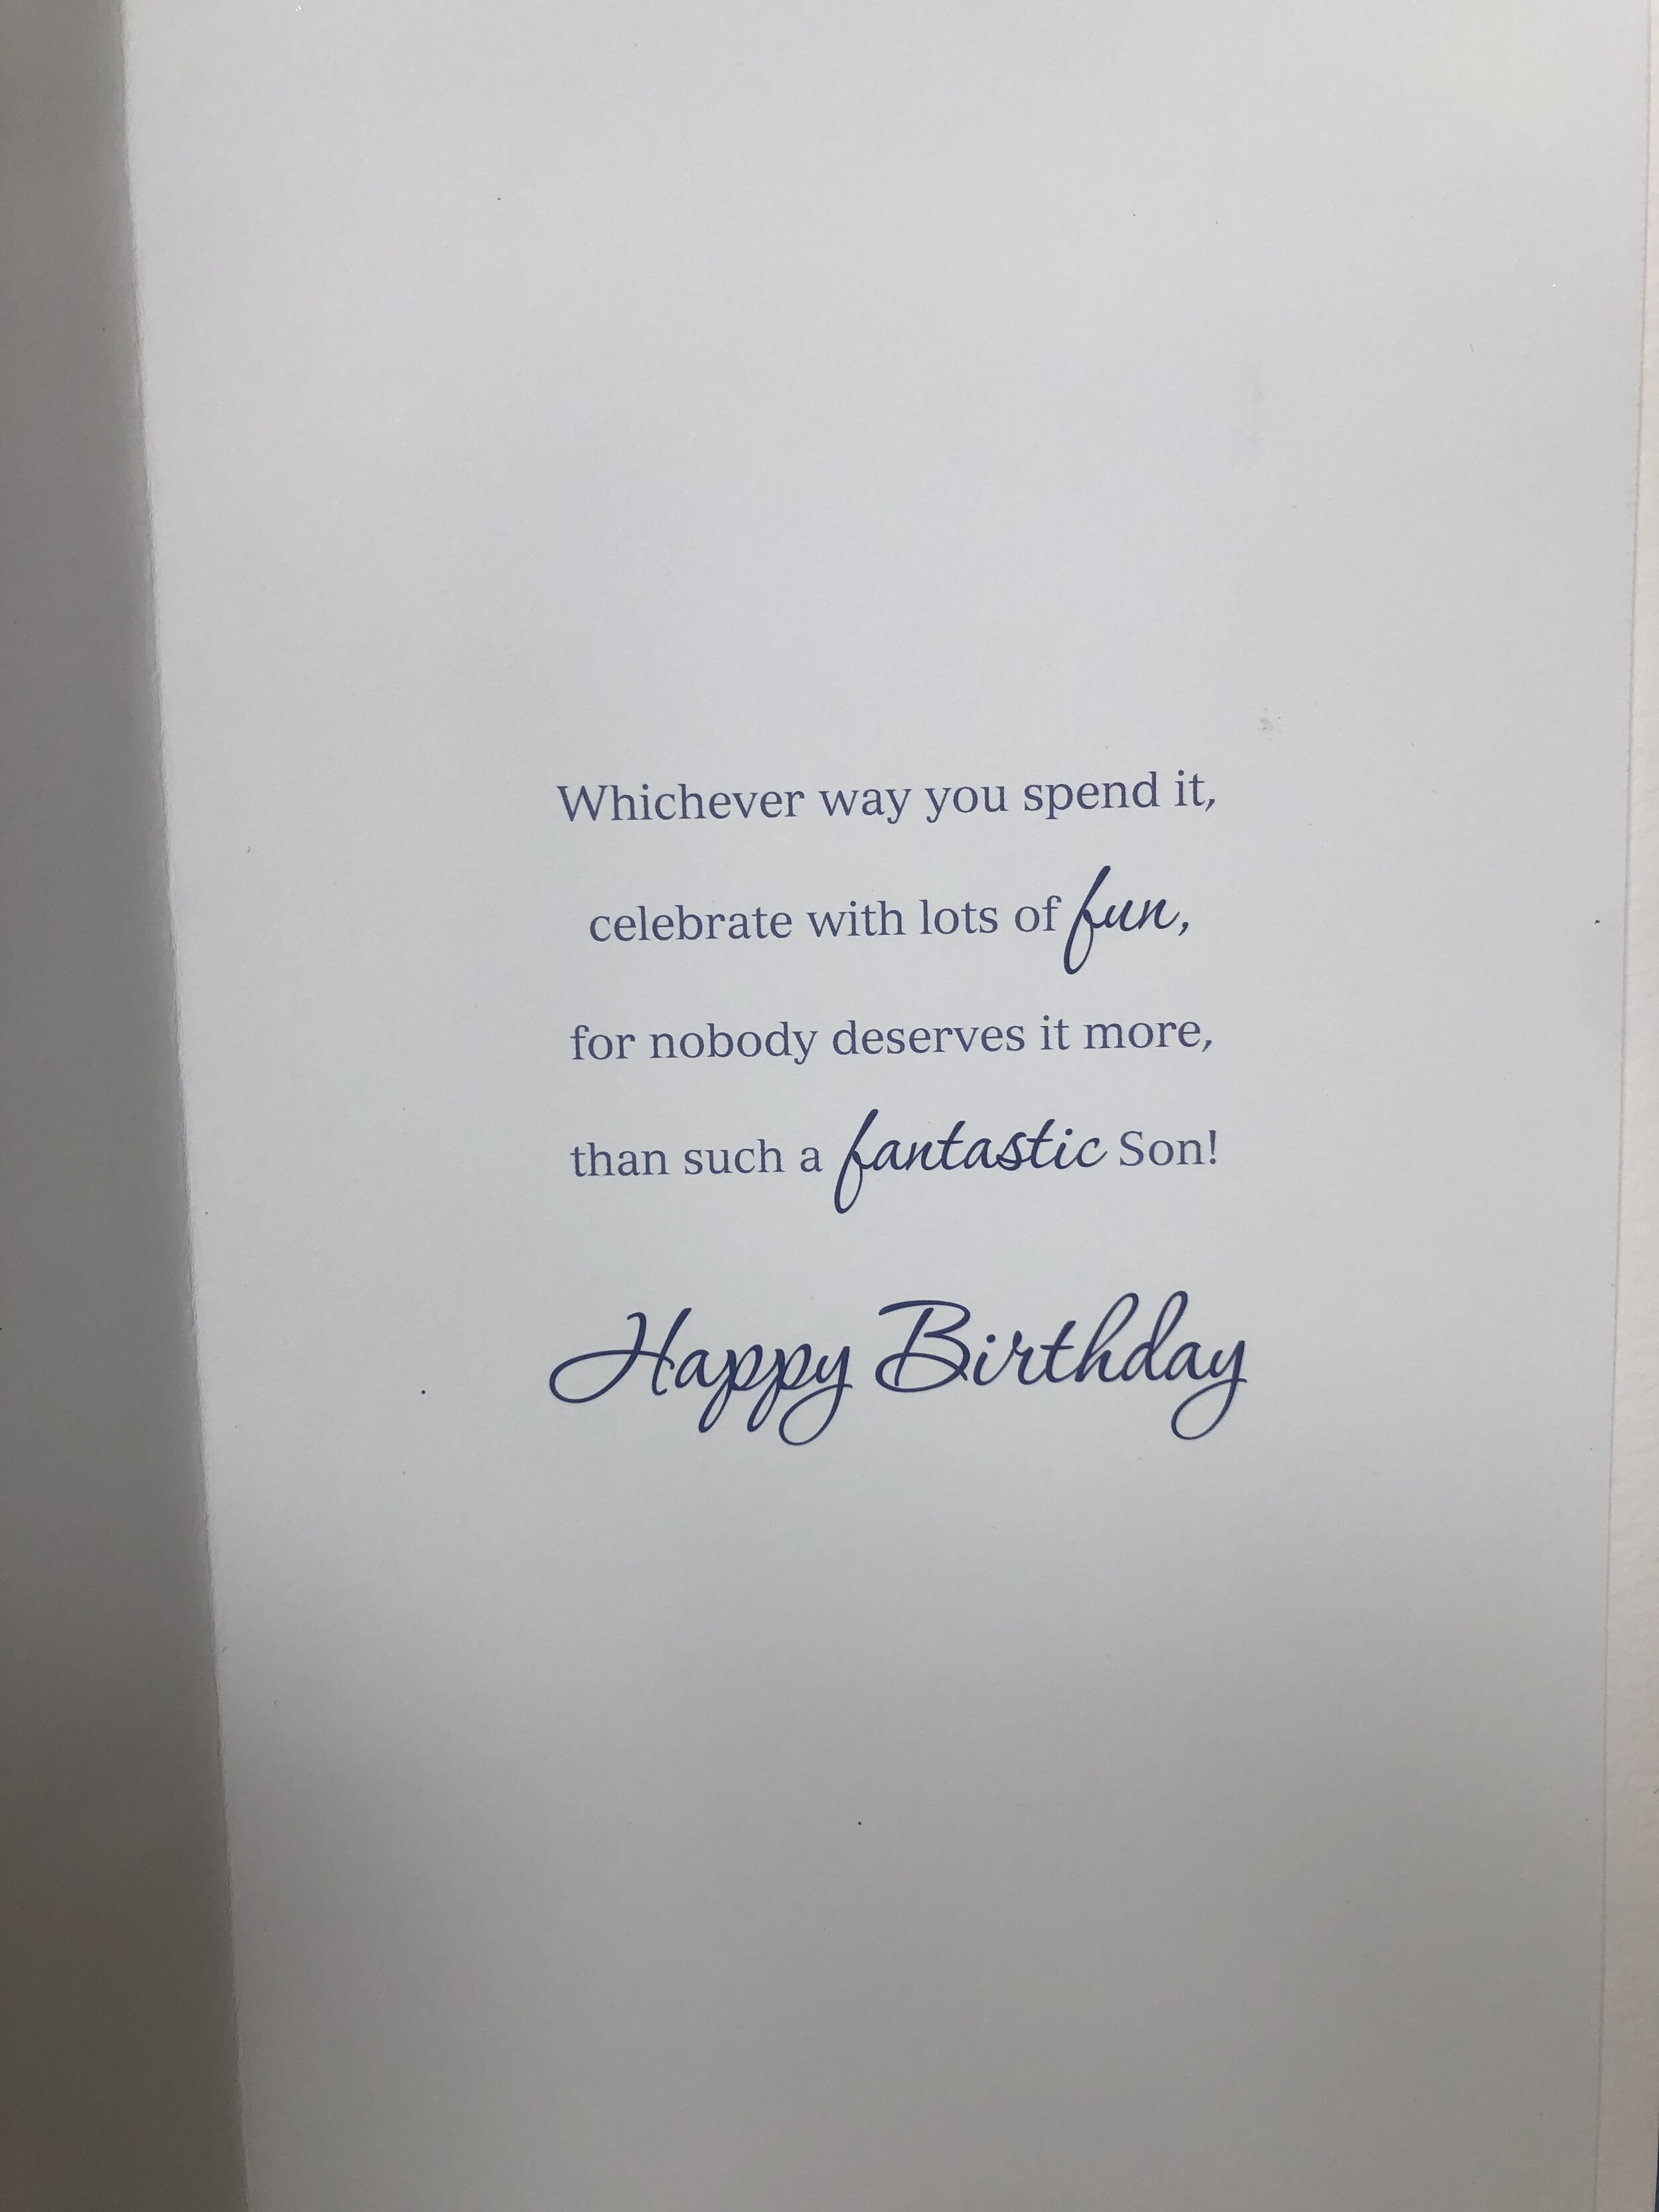 Whichever way you spend it,
celebrate with lots of fun,
for nobody deserves it more,
than such a fantastic Son!
Happy Birthday